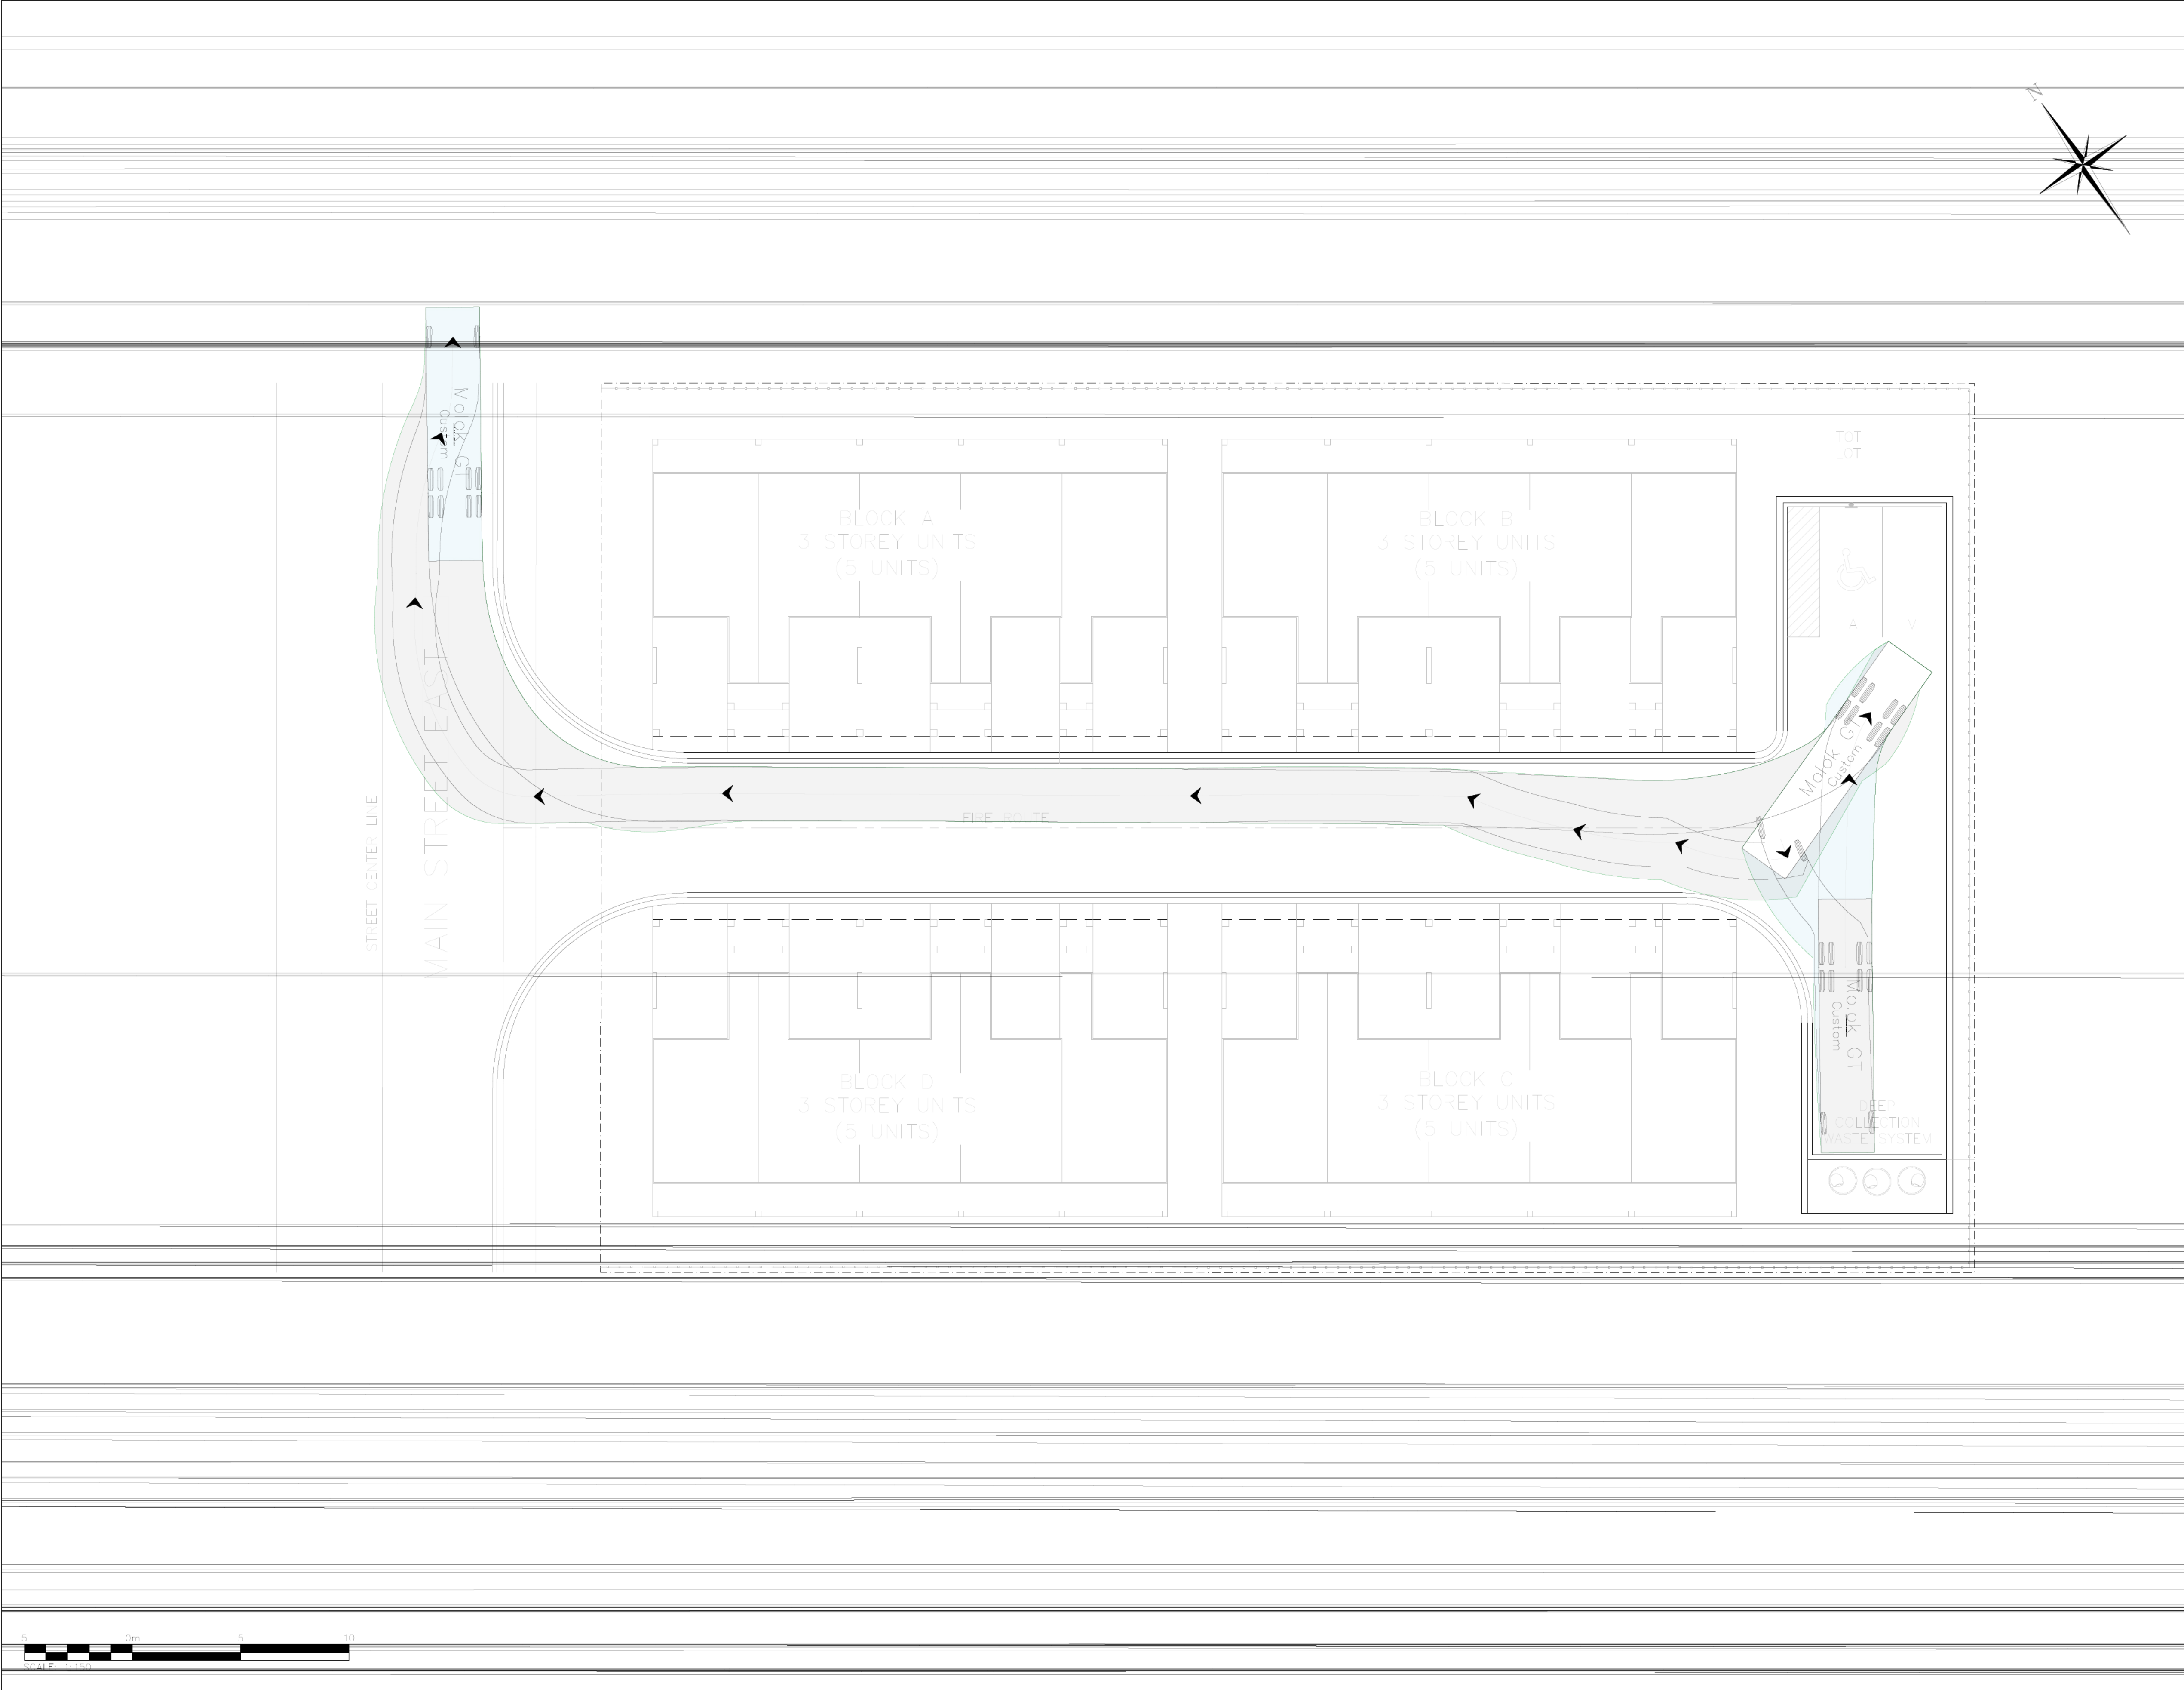 N
TOT
LOT
Molok GT
Custom
BLOCK A
3 STOREY UNITS
(5 UNITS)
BLOCK B
3 STOREY UNITS
(5 UNITS)
A
V
MAIN STREET EAST
STREET CENTER LINE
FIRE ROUTE
Molok GT
Custom
Molok GT
Custom
BLOCK D
3 STOREY UNITS
(5 UNITS)
BLOCK C
3 STOREY UNITS
(5 UNITS)
DEEP
COLLECTION
WASTE SYSTEM
5 0m 5 10
SCALE: 1:150